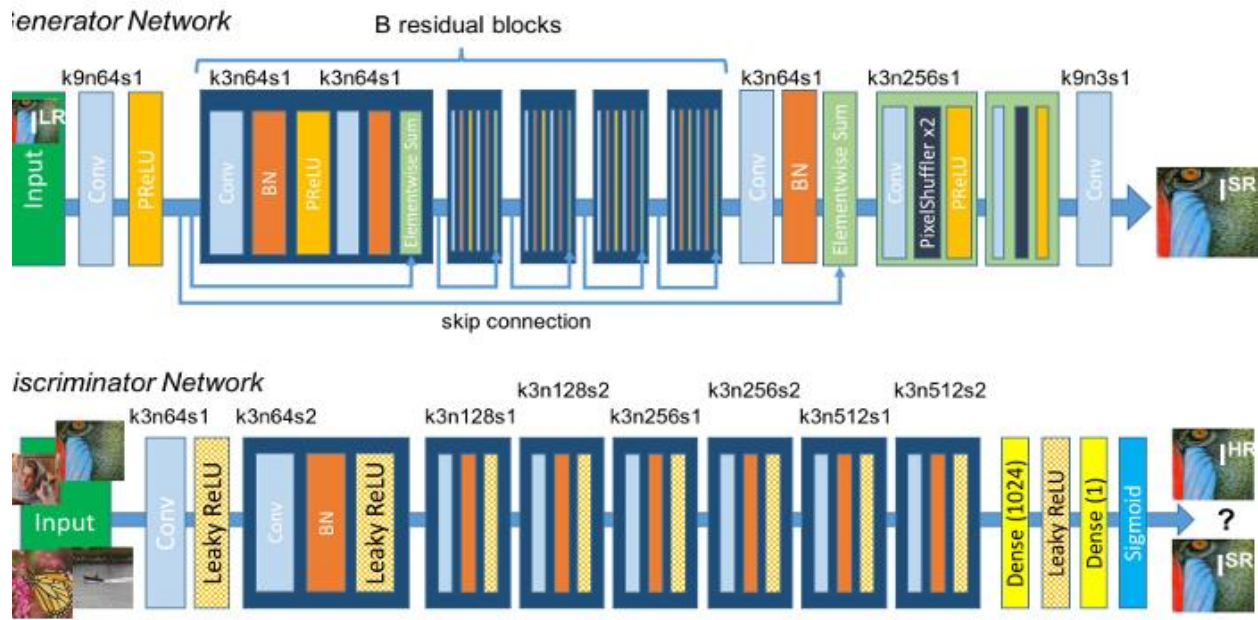 enerator Network
B residual blocks
k9n64s1 k3n64s1 k3n64s1 k3n64s1 k3n256s1 k9n3s1
I LR
Input
Conv
PReLU
Conv
BN
PReLU
Elementwise Sum
Conv
BN
Elementwise Sum
Conv
PixelShuffler x2
PReLU
Conv
I SR
skip connection
iscriminator Network
k3n128s2 k3n256s2 k3n512s2
k3n64s1 k3n64s2 k3n128s1 k3n256s1 k3n512s1
Input
Conv
Leaky ReLU
Conv
BN
Leaky ReLU
Dense (1024)
Leaky ReLU
Dense (1)
Sigmoid
I HR
?
I SR